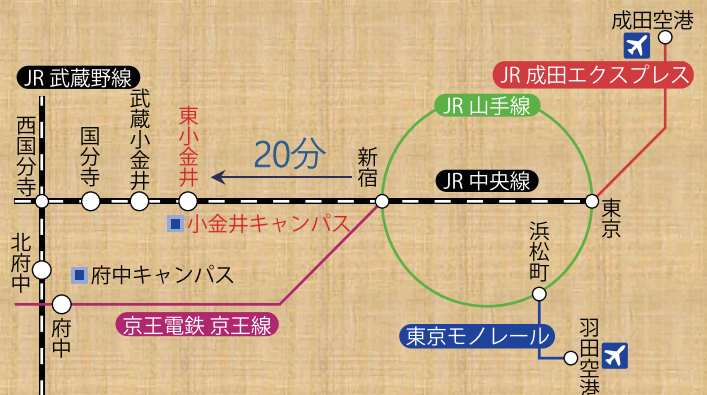 成田空港
JR 成田エクスプレス
JR 武蔵野線
JR 山手線
西国分寺
国分寺
武蔵小金井
東小金井
20分
新宿
JR 中央線
東京
小金井キャンパス
浜松町
北府中
府中キャンパス
府中
京王電鉄 京王線
東京モノレール
羽田空港